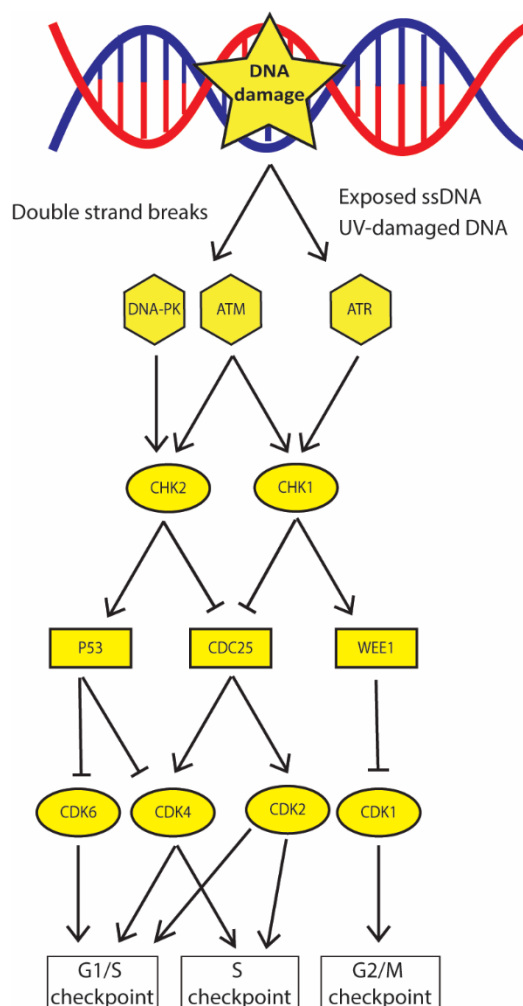 DNA
damage
Double strand breaks
Exposed ssDNA
UV-damaged DNA
DNA-PK
ATM
ATR
CHK2
CHK1
P53
CDC25
WEE1
CDK6
CDK4
CDK2
CDK1
G1/S
checkpoint
S
checkpoint
G2/M
checkpoint